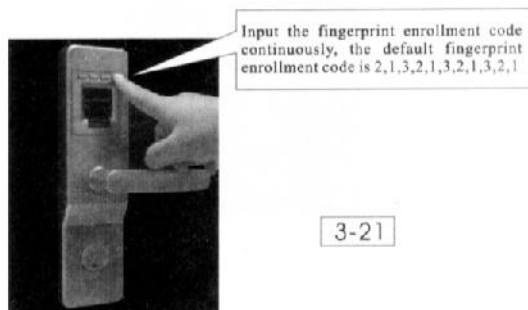 Input the fingerprint enrollment code
continuously, the default fingerprint
enrollment code is 2,1,3,2,1,3,2,1,3,2,1
3-21